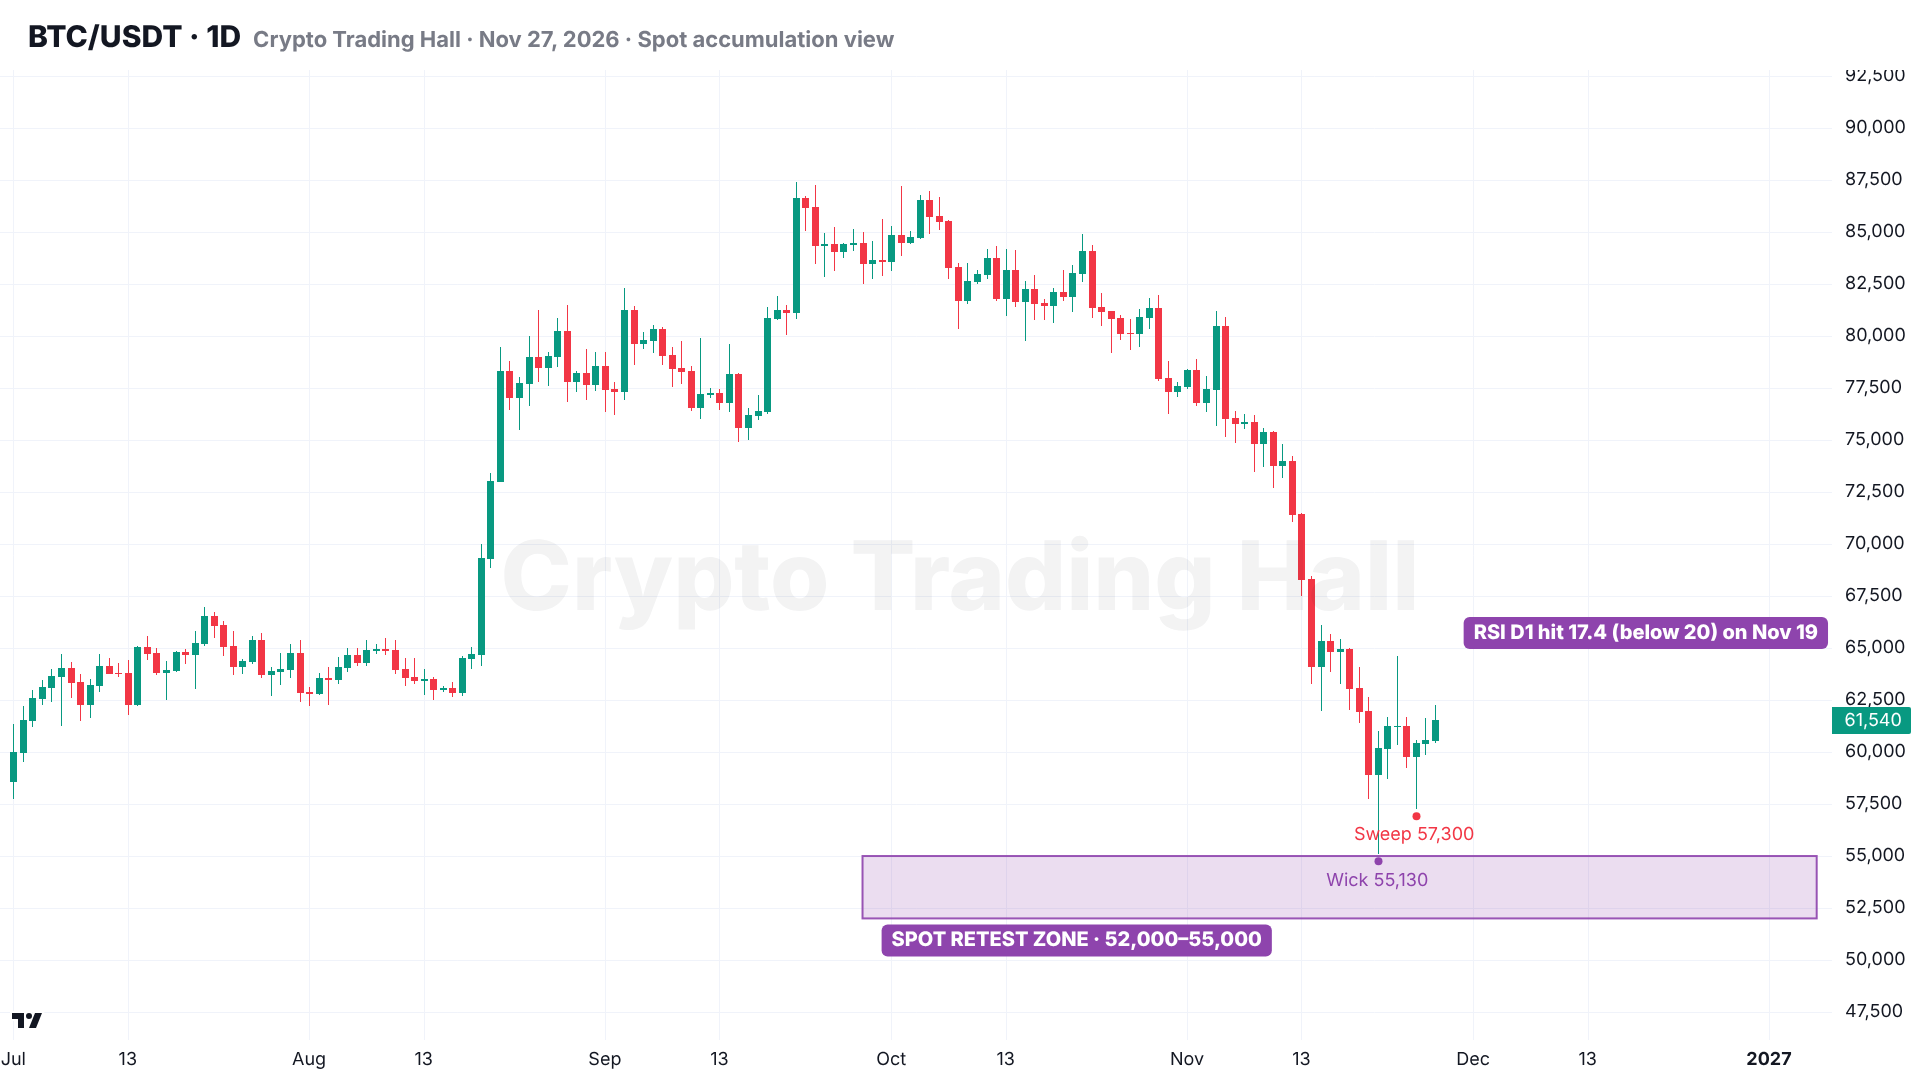 BTC/USDT · 1D Crypto Trading Hall · Nov 27, 2026 · Spot accumulation view
92,500
90,000
87,500
85,000
82,500
80,000
77,500
75,000
72,500
70,000
Crypto Trading Hall
67,500
RSI D1 hit 17.4 (below 20) on Nov 19
65,000
62,500
61,540
60,000
57,500
Sweep 57,300
55,000
Wick 55,130
52,500
SPOT RETEST ZONE · 52,000–55,000
50,000
47,500
Jul 13 Aug 13 Sep 13 Oct 13 Nov 13 Dec 13 2027